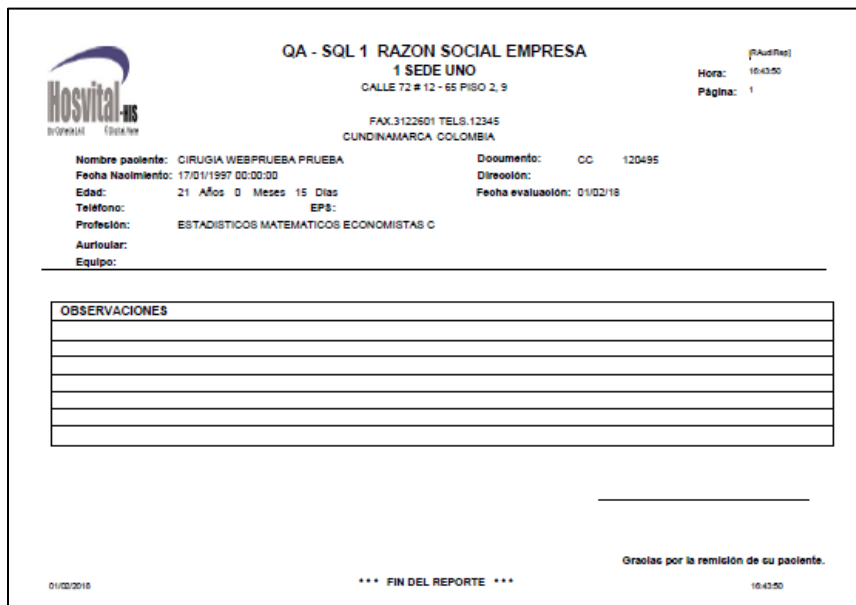 QA - SQL 1 RAZON SOCIAL EMPRESA
[RAudiRep]
1 SEDE UNO
Hora: 16:43:50
CALLE 72 # 12 - 65 PISO 2, 9
Página: 1
Hosvital-HIS
FAX.3122601 TELS.12345
CUNDINAMARCA COLOMBIA
Nombre paciente: CIRUGIA WEBPRUEBA PRUEBA Documento: CC 120495
Fecha Nacimiento: 17/01/1997 00:00:00 Dirección:
Edad: 21 Años 0 Meses 15 Dias Fecha evaluación: 01/02/18
Teléfono: EPS:
Profesión: ESTADISTICOS MATEMATICOS ECONOMISTAS C
Auricular:
Equipo:
OBSERVACIONES
Gracias por la remisión de su paciente.
01/02/2018 *** FIN DEL REPORTE *** 16:43:50